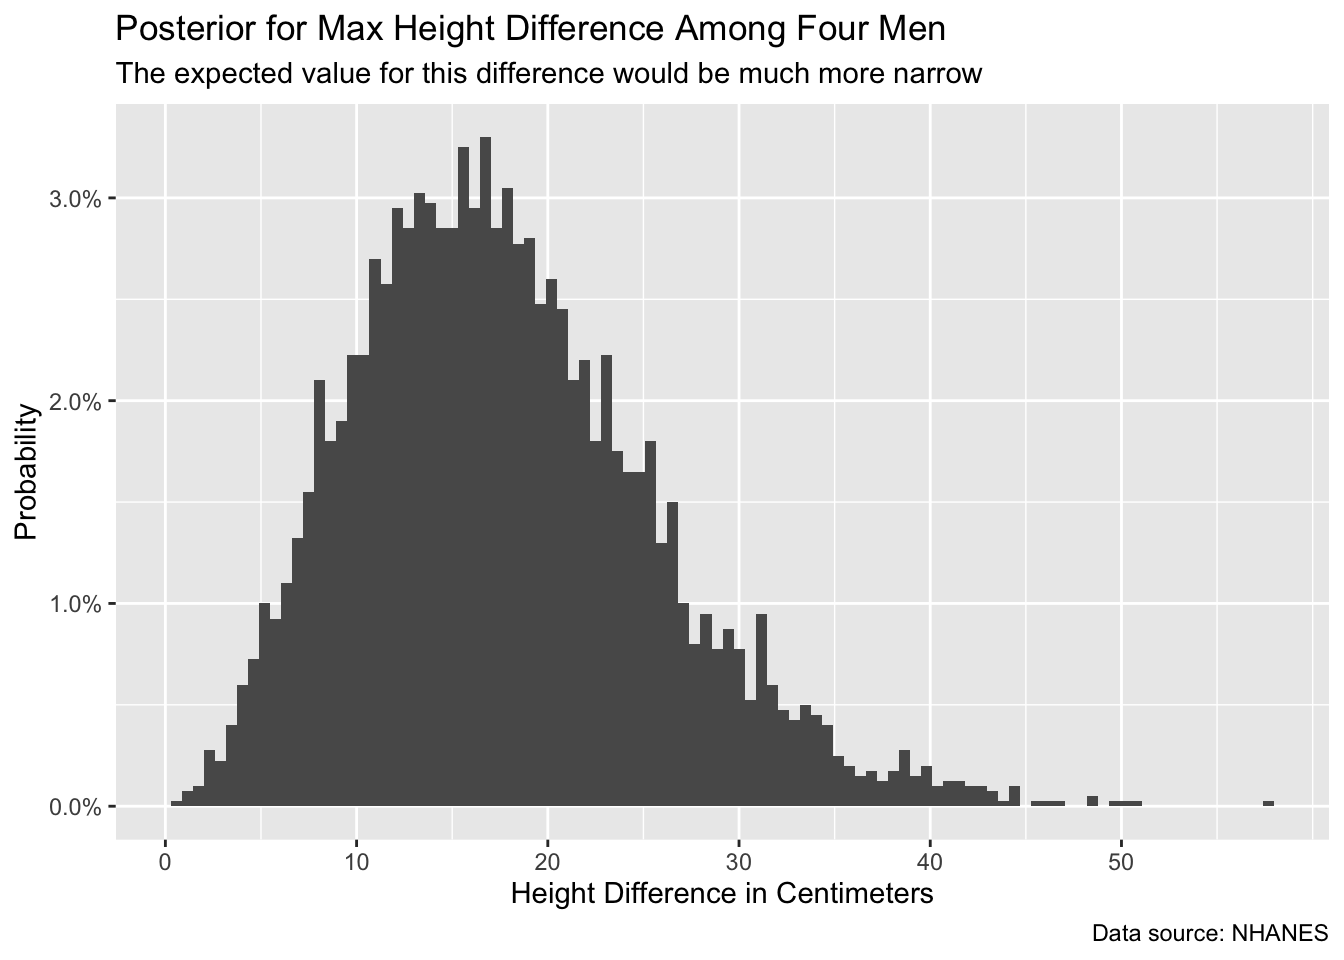 Posterior for Max Height Difference Among Four Men
The expected value for this difference would be much more narrow
3.0%
2.0%
1.0%
0.0%
Probability
0 10 20 30 40 50
Height Difference in Centimeters
Data source: NHANES